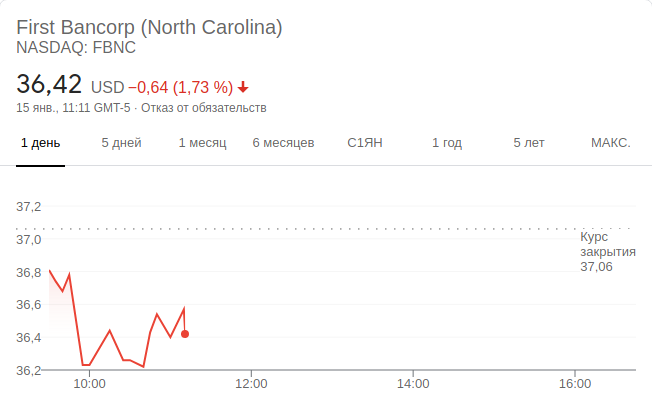 First Bancorp (North Carolina)
NASDAQ: FBNC
36,42 USD −0,64 (1,73 %)
15 янв., 11:11 GMT-5 · Отказ от обязательств
1 день 5 дней 1 месяц 6 месяцев С1ЯН 1 год 5 лет МАКС.
37,2
37,0
36,8
36,6
36,4
36,2
Курс
закрытия
37,06
10:00 12:00 14:00 16:00